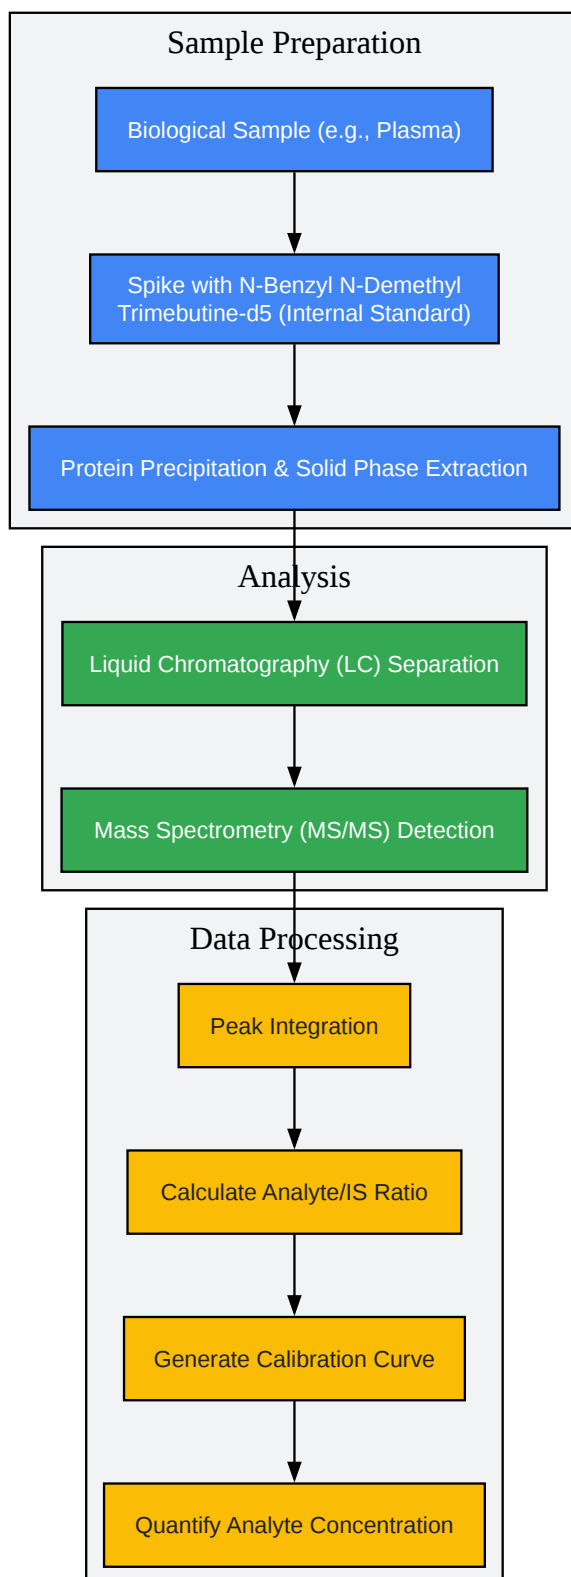 Sample Preparation
Biological Sample (e.g., Plasma)
Spike with N-Benzyl N-Demethyl
Trimebutine-d5 (Internal Standard)
Protein Precipitation & Solid Phase Extraction
Analysis
Liquid Chromatography (LC) Separation
Mass Spectrometry (MS/MS) Detection
Data Processing
Peak Integration
Calculate Analyte/IS Ratio
Generate Calibration Curve
Quantify Analyte Concentration